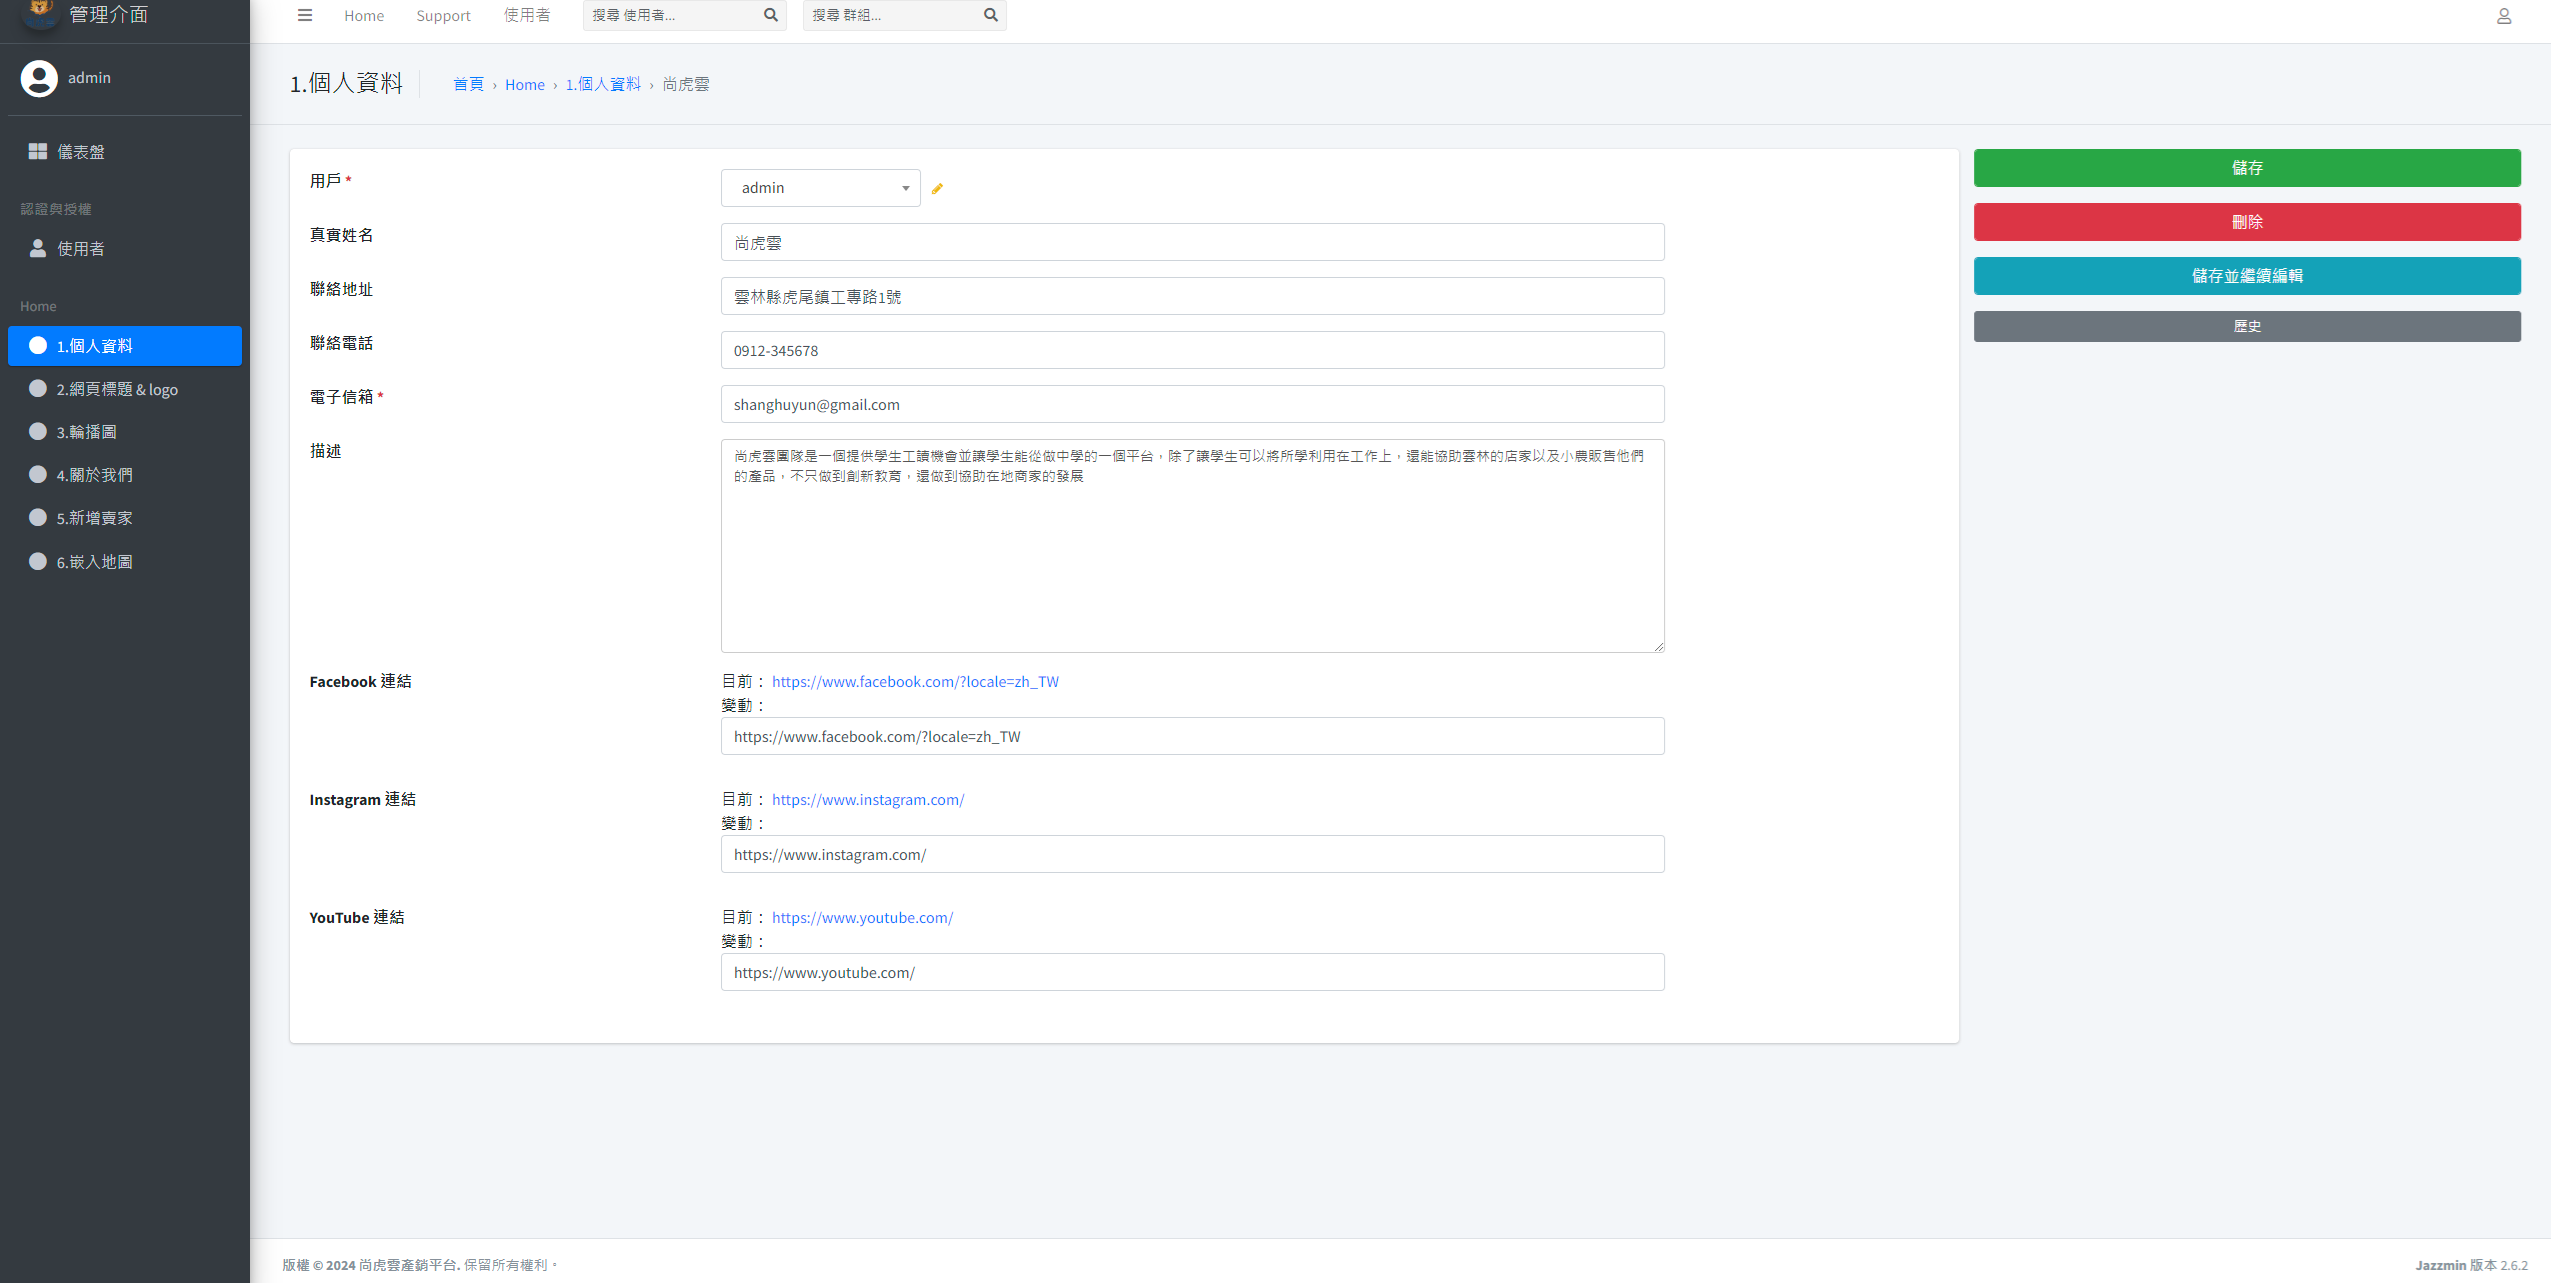 管理介面
admin
儀表盤
認證與授權
使用者
Home
1.個人資料
2.網頁標題 & logo
3.輪播圖
4.關於我們
5.新增賣家
6.嵌入地圖
Home Support 使用者 搜尋 使用者... 搜尋 群組...
1.個人資料 首頁 › Home › 1.個人資料 › 尚虎雲
用戶 * admin
真實姓名 尚虎雲
聯絡地址 雲林縣虎尾鎮工專路1號
聯絡電話 0912-345678
電子信箱 * shanghuyun@gmail.com
描述 尚虎雲團隊是一個提供學生工讀機會並讓學生能從做中學的一個平台，除了讓學生可以將所學利用在工作上，還能協助雲林的店家以及小農販售他們
的產品，不只做到創新教育，還做到協助在地商家的發展
Facebook 連結 目前： https://www.facebook.com/?locale=zh_TW
變動：
https://www.facebook.com/?locale=zh_TW
Instagram 連結 目前： https://www.instagram.com/
變動：
https://www.instagram.com/
YouTube 連結 目前： https://www.youtube.com/
變動：
https://www.youtube.com/
儲存
刪除
儲存並繼續編輯
歷史
版權 © 2024 尚虎雲產銷平台. 保留所有權利。
Jazzmin 版本 2.6.2